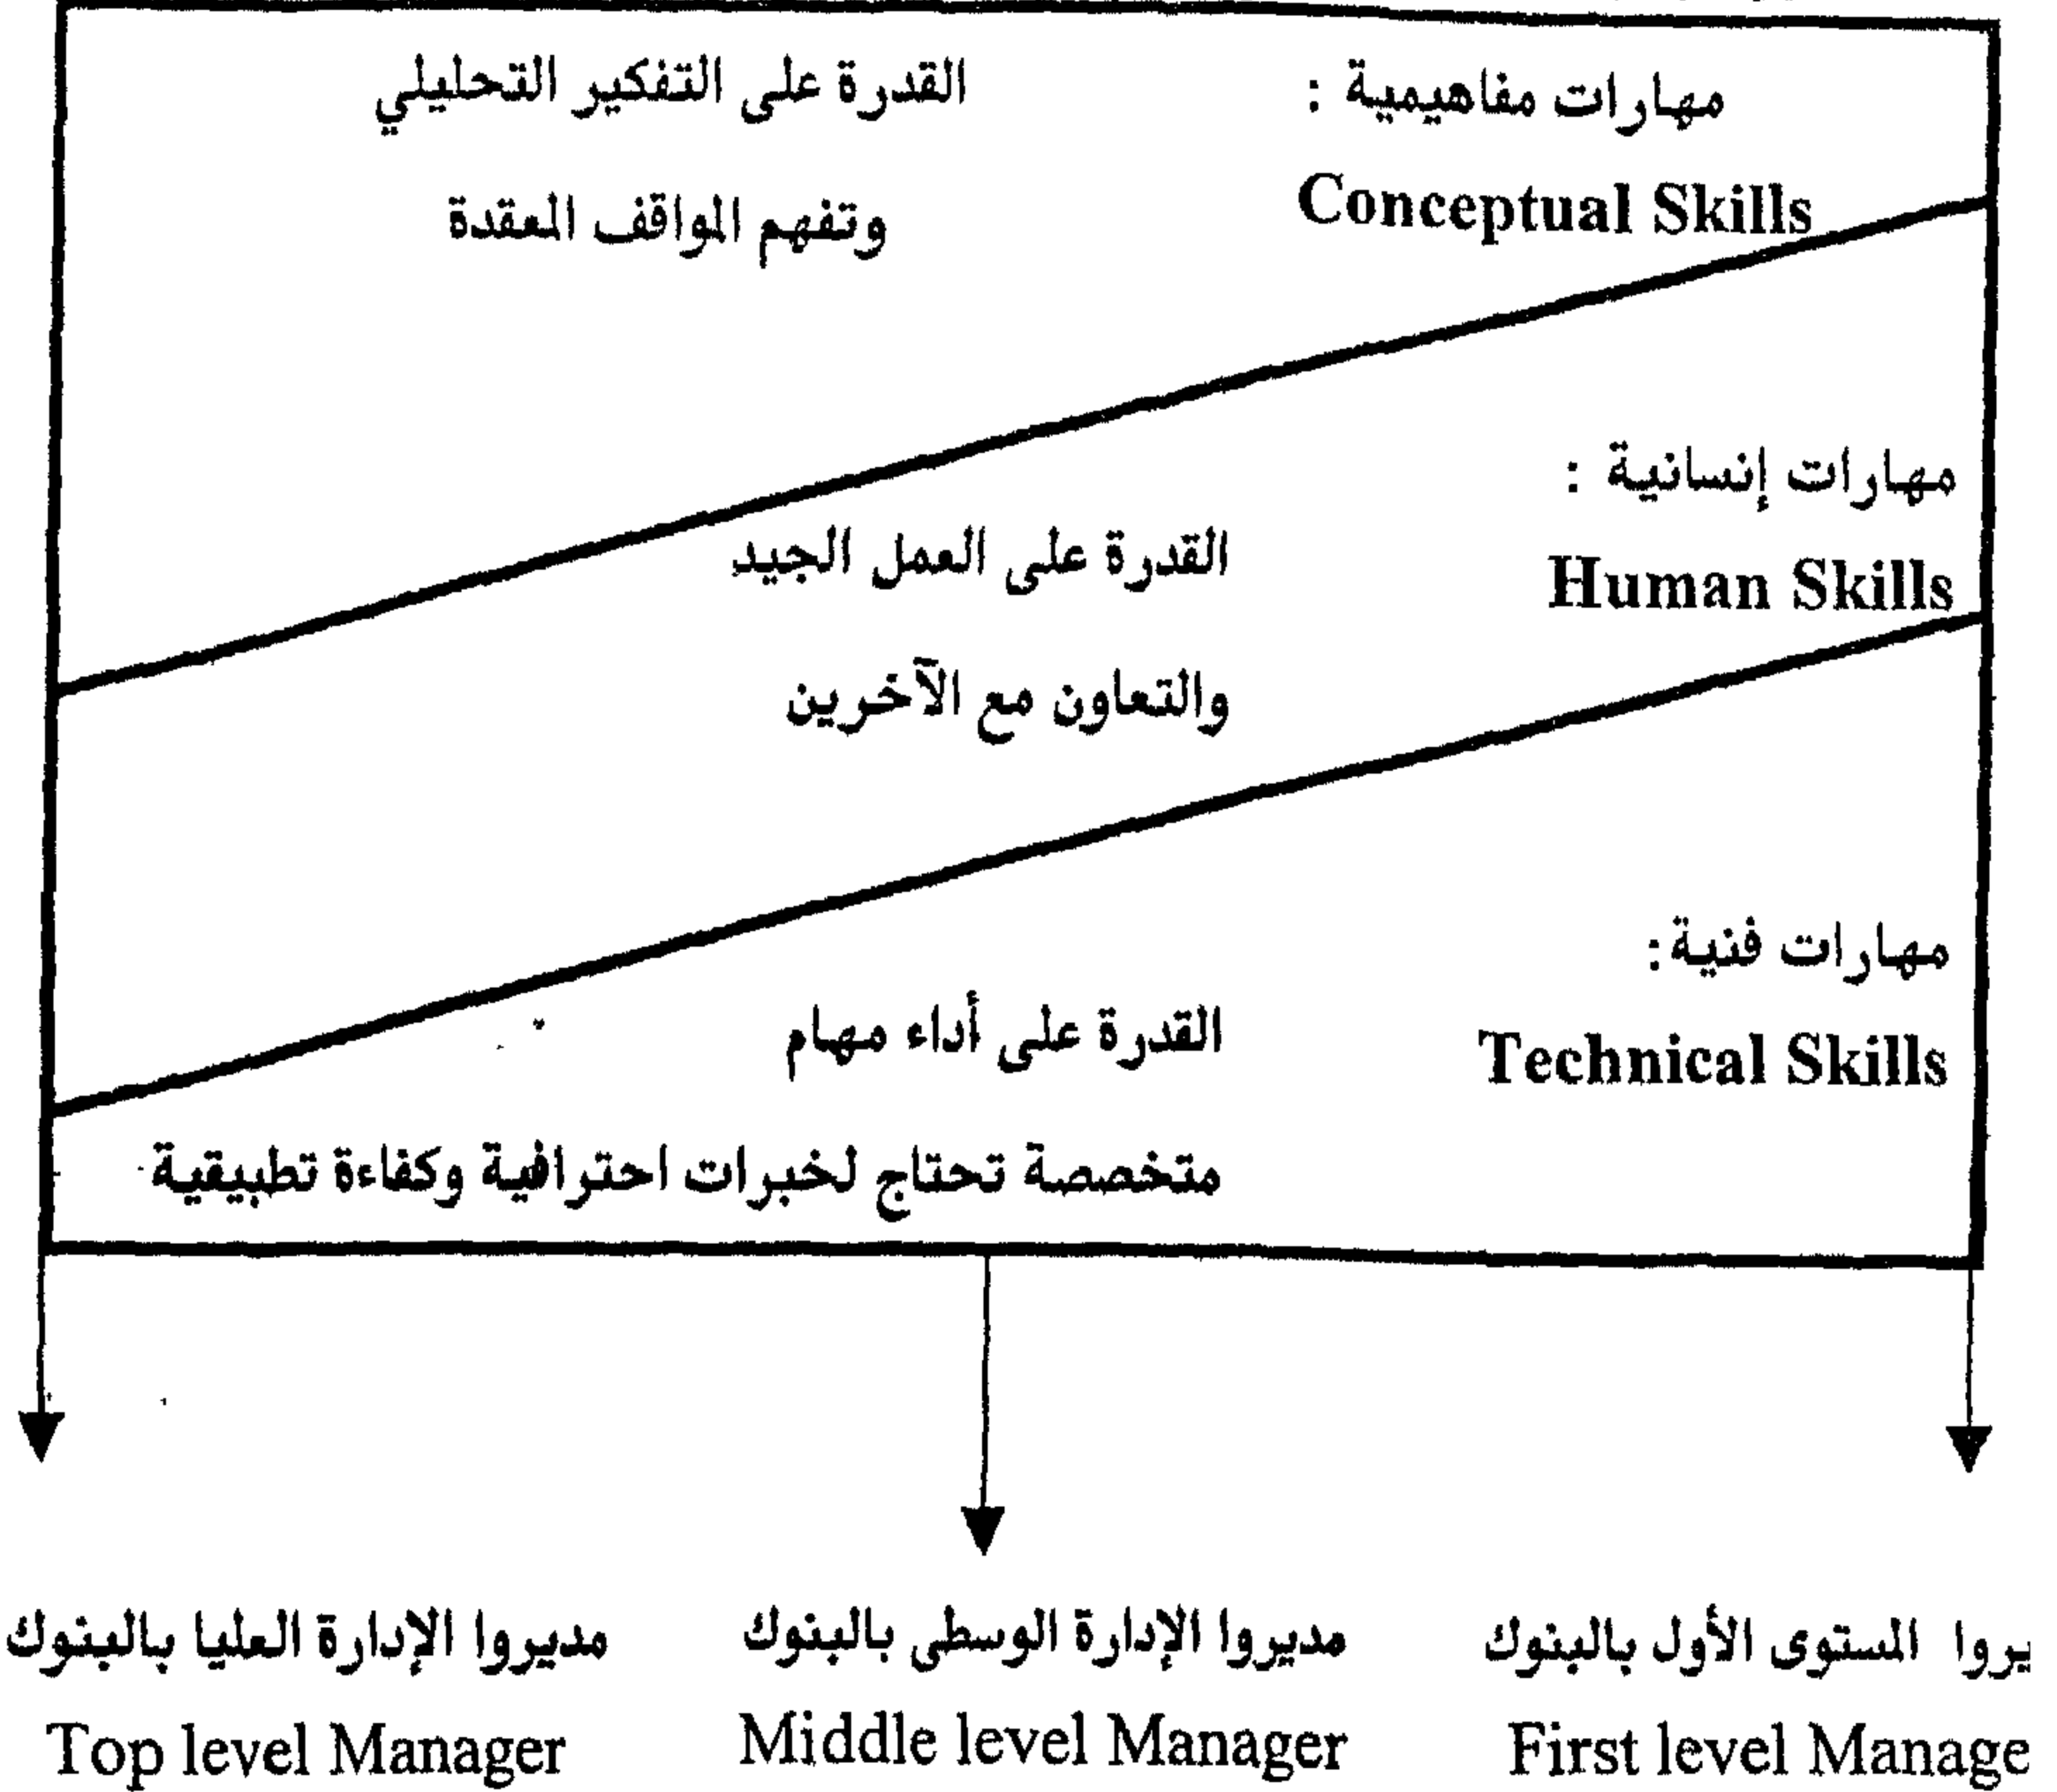 مهارات مفاهيمية :
Conceptual Skills
القدرة على التفكير التحليلي
وتفهم المواقف المعقدة
مهارات إنسانية :
Human Skills
القدرة على العمل الجيد
والتعاون مع الآخرين
مهارات فنية:
Technical Skills
القدرة على أداء مهام
متخصصة تحتاج لخبرات احترافية وكفاءة تطبيقية
يروا المستوى الأول بالبنوك
First level Manage
مديروا الإدارة الوسطى بالبنوك
Middle level Manager
مديروا الإدارة العليا بالبنوك
Top level Manager